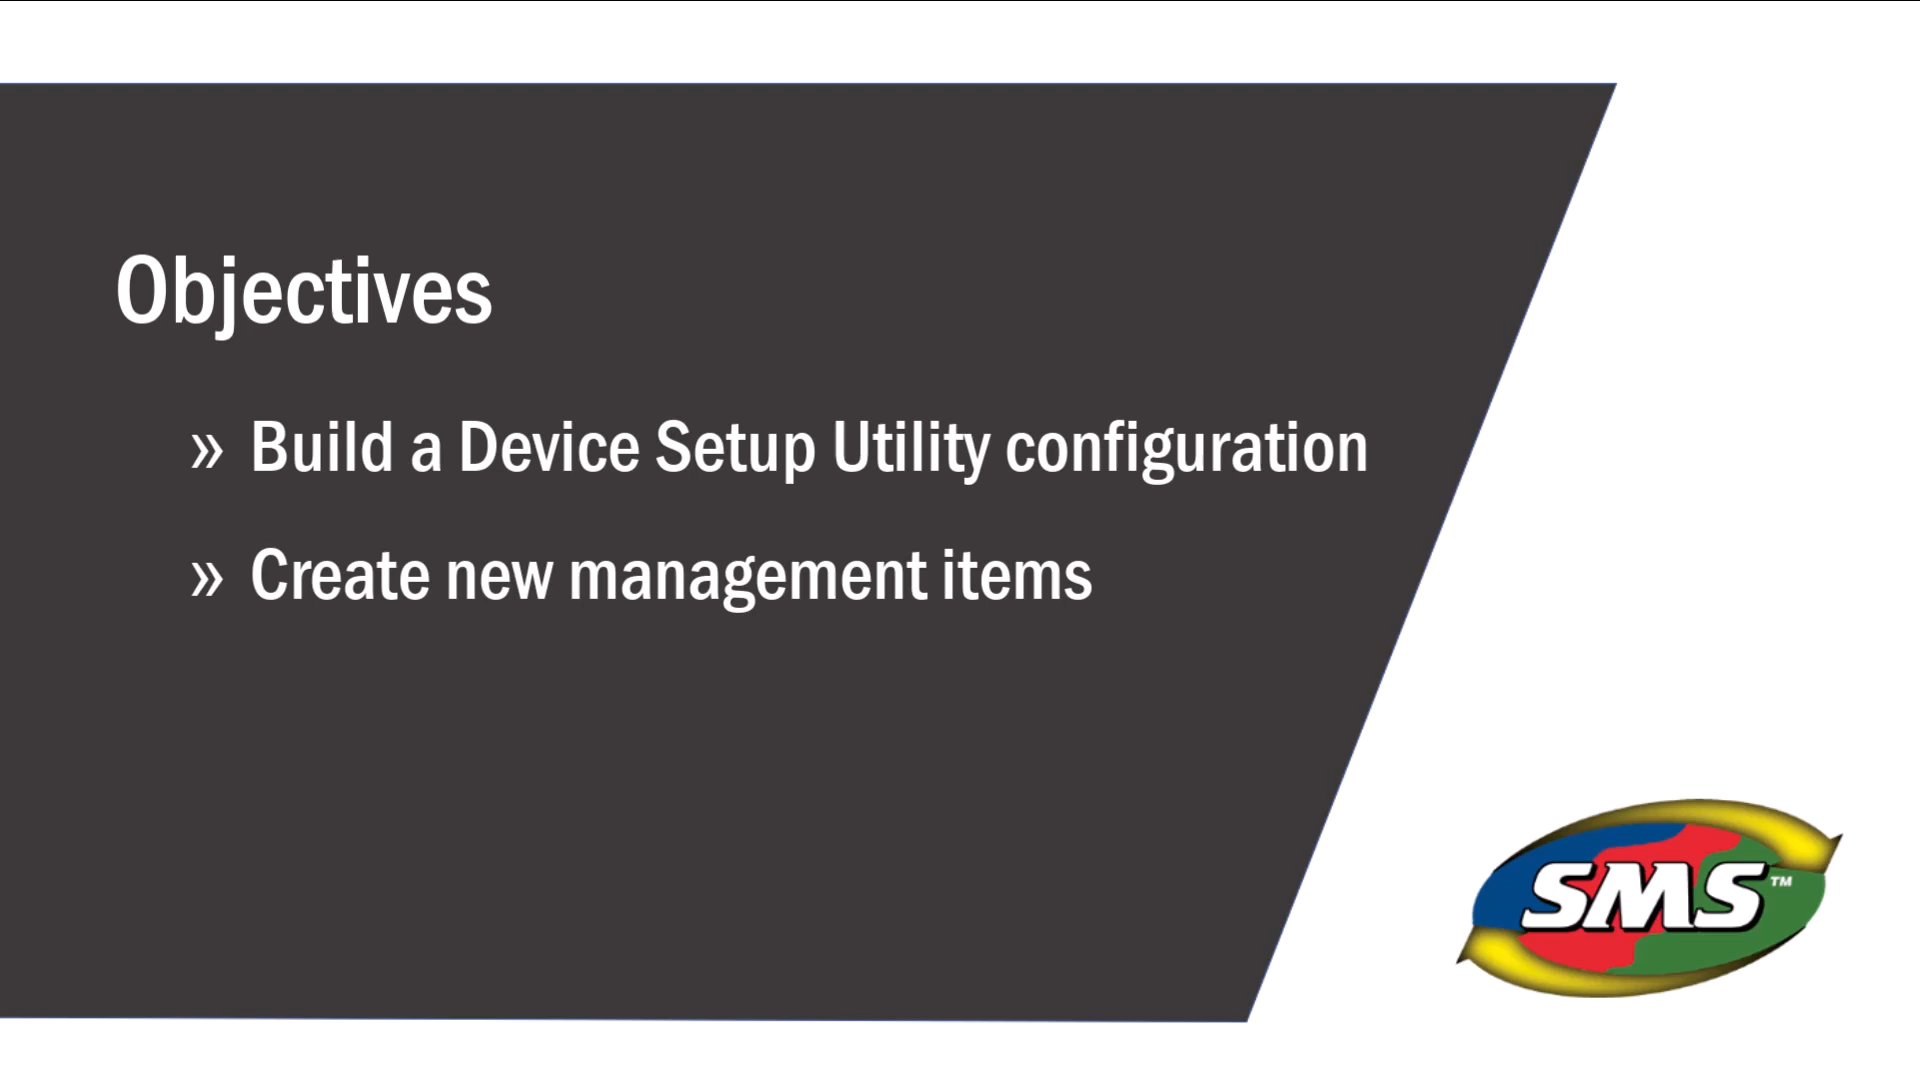 Objectives
» Build a Device Setup Utility configuration
» Create new management items
SMS™